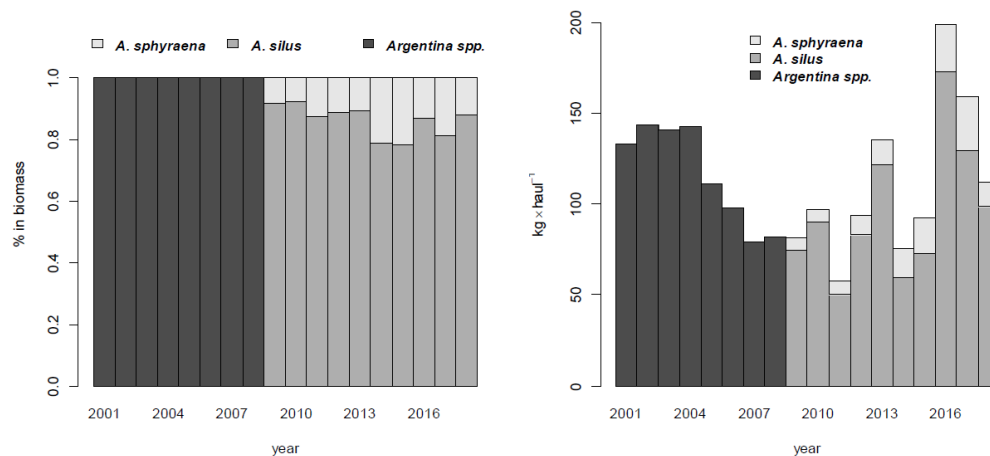 A. sphyraena A. silus Argentina spp.
% in biomass
1.0
0.8
0.6
0.4
0.2
0.0
2001 2004 2007 2010 2013 2016
year
A. sphyraena
A. silus
Argentina spp.
kg × haul⁻¹
200
150
100
50
0
2001 2004 2007 2010 2013 2016
year